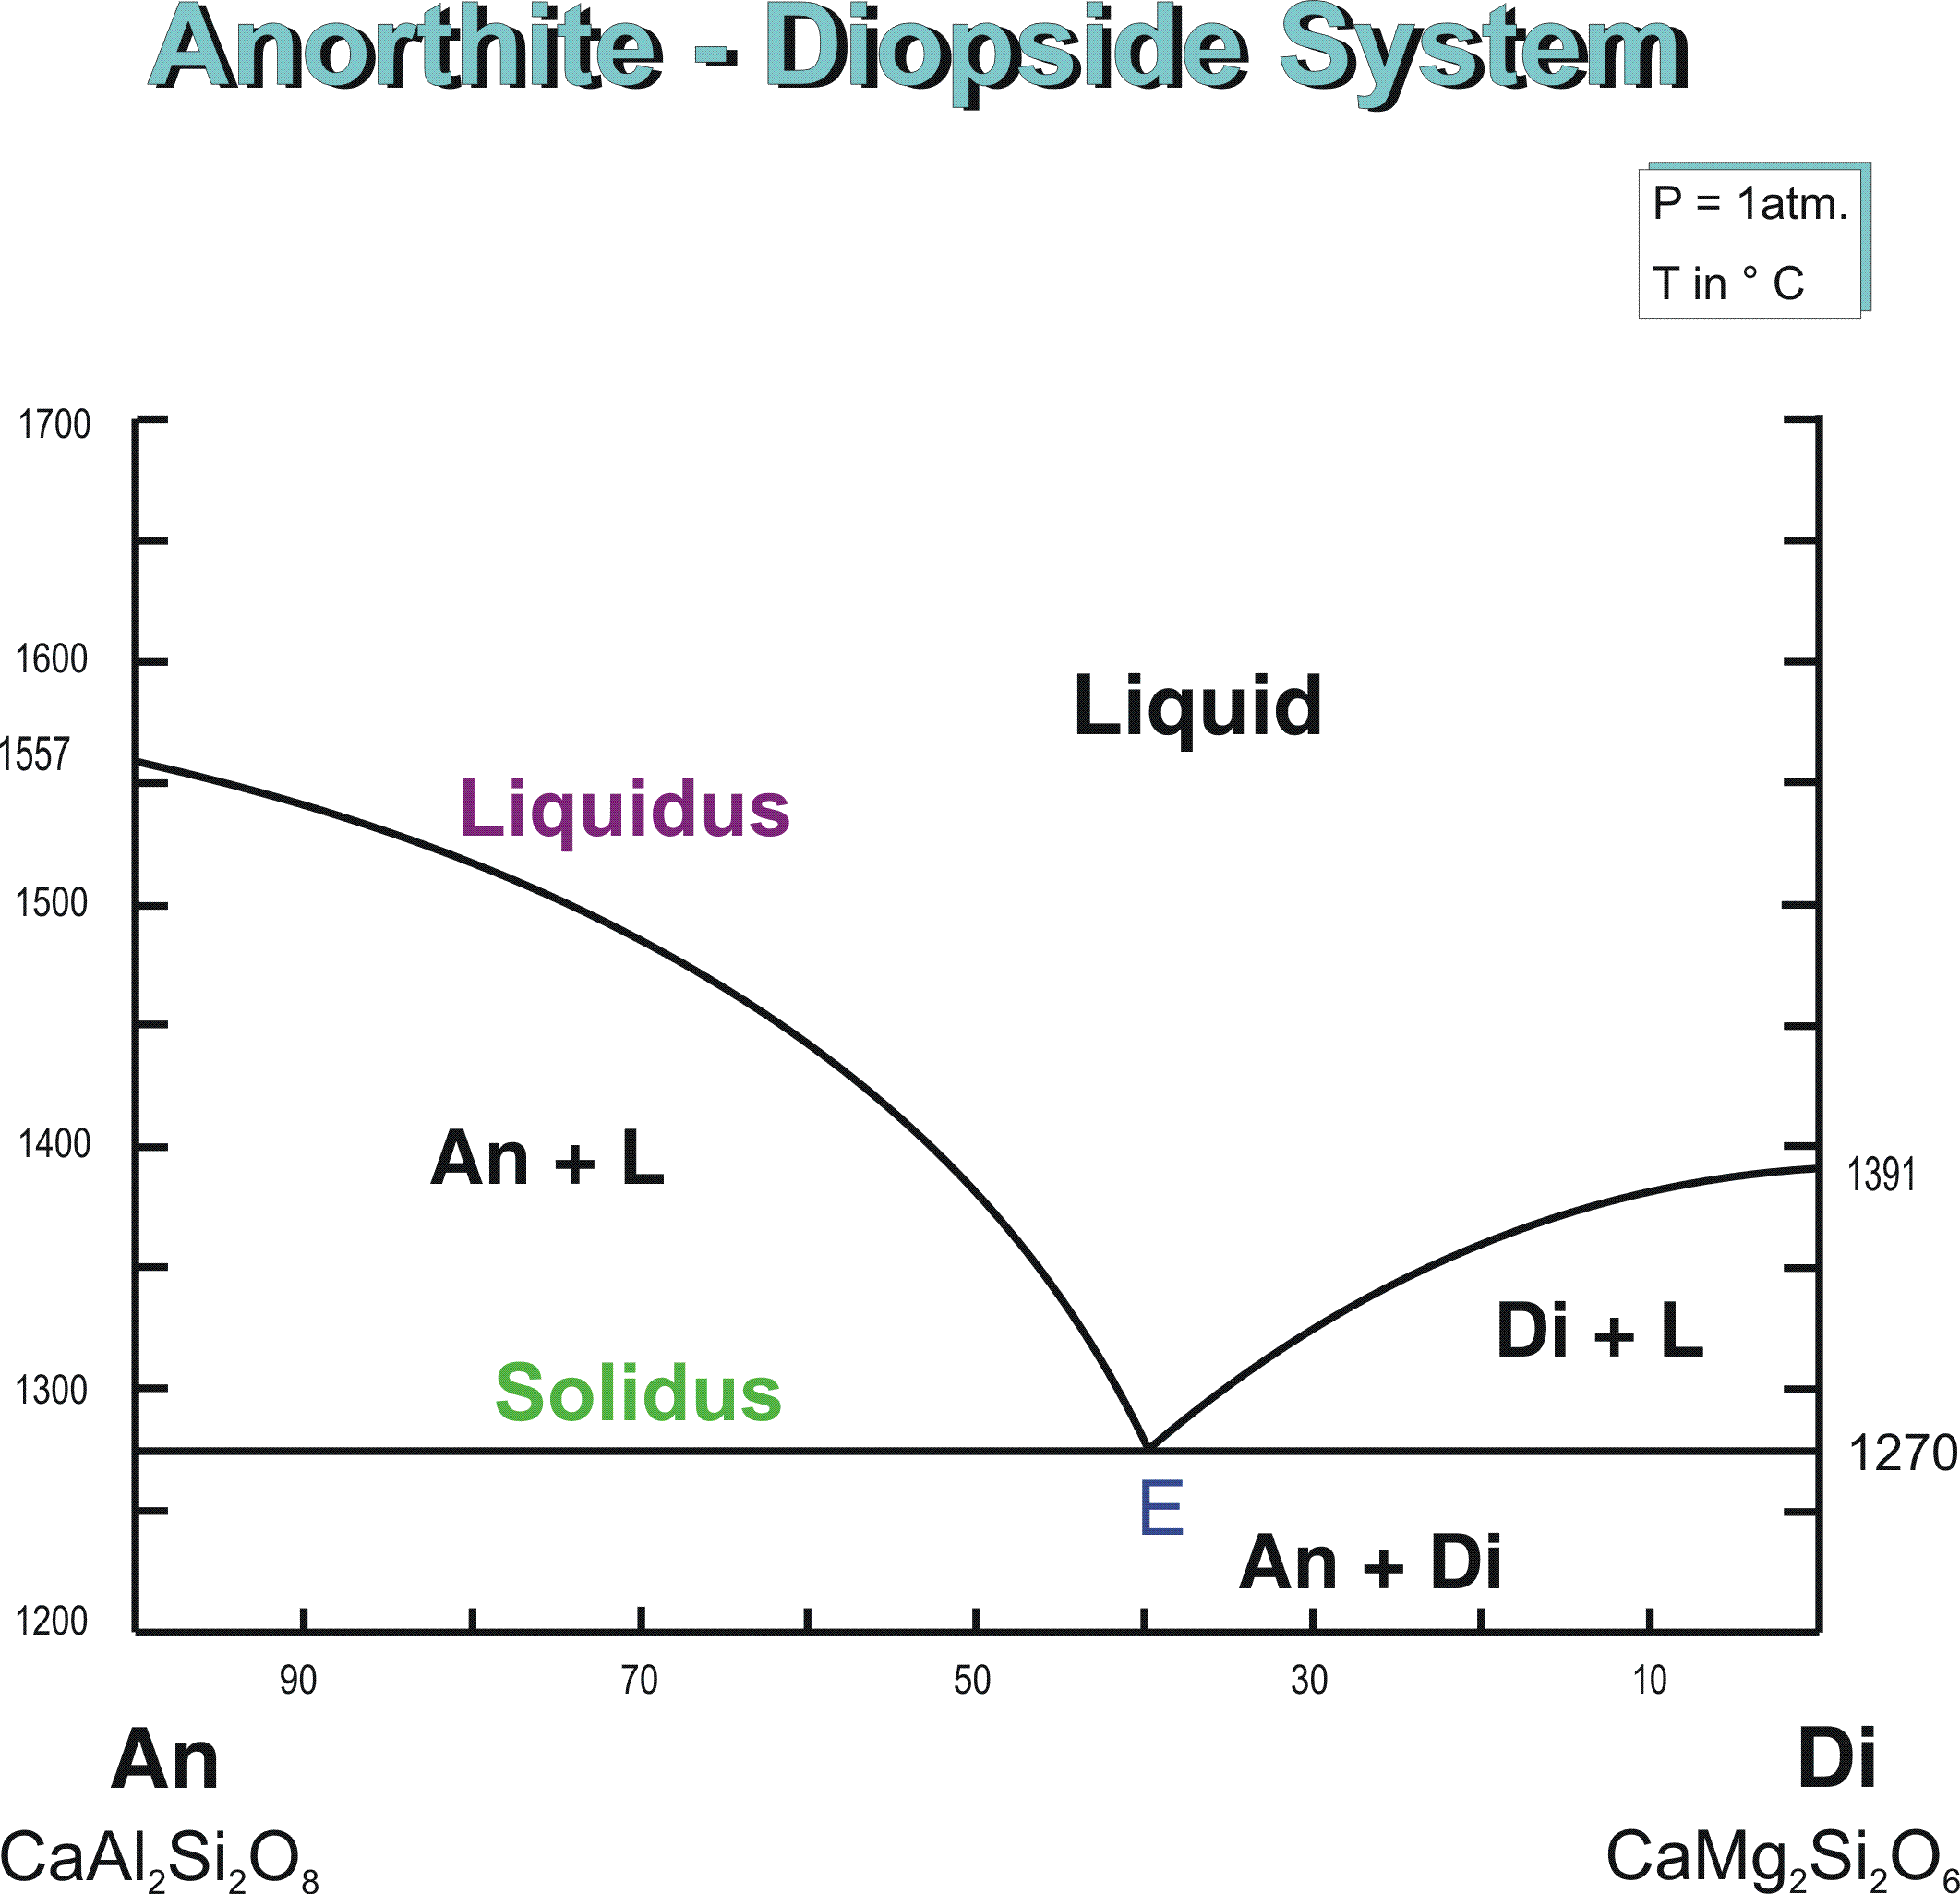 Anorthite - Diopside System
P = 1atm.
T in ° C
1700
1600
Liquid
1557
Liquidus
1500
1400
An + L
1391
Di + L
1300
Solidus
1270
E
An + Di
1200
90 70 50 30 10
An Di
CaAl₂Si₂O₈ CaMg₂Si₂O₆